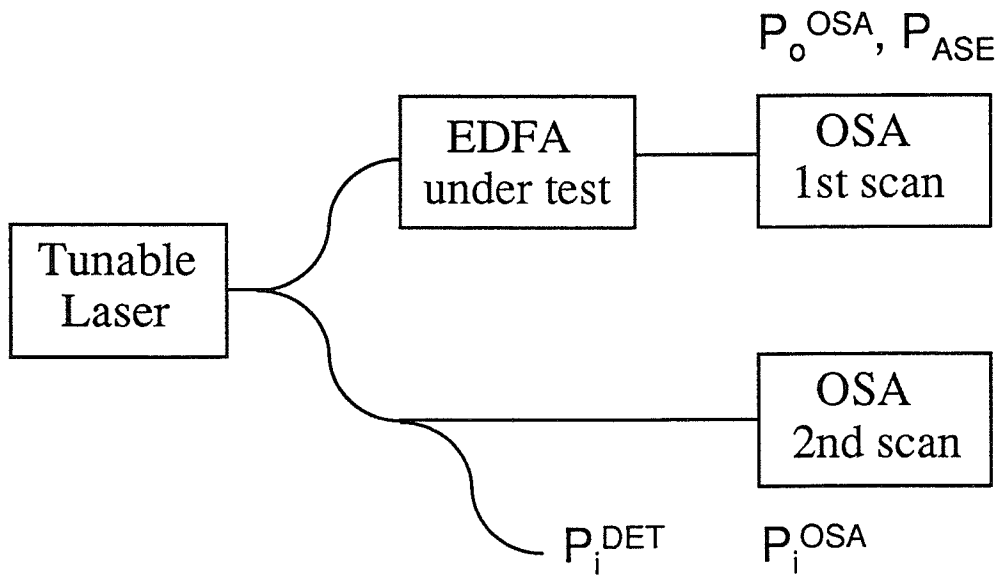 P_o^OSA, P_ASE
EDFA
under test
OSA
1st scan
Tunable
Laser
OSA
2nd scan
P_i^DET
P_i^OSA